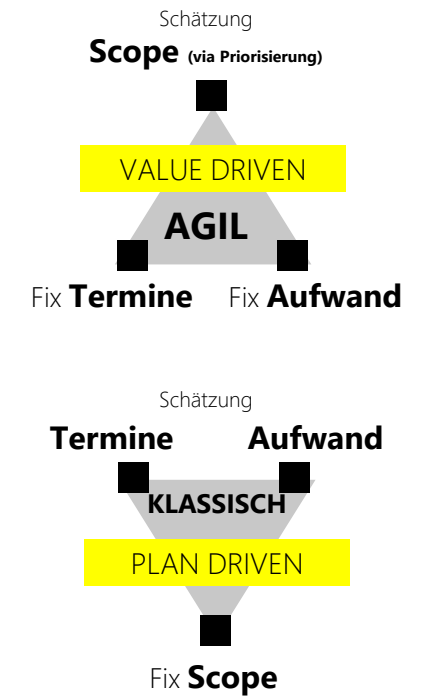 Schätzung
Scope (via Priorisierung)
VALUE DRIVEN
AGIL
Fix Termine Fix Aufwand
Schätzung
Termine Aufwand
KLASSISCH
PLAN DRIVEN
Fix Scope